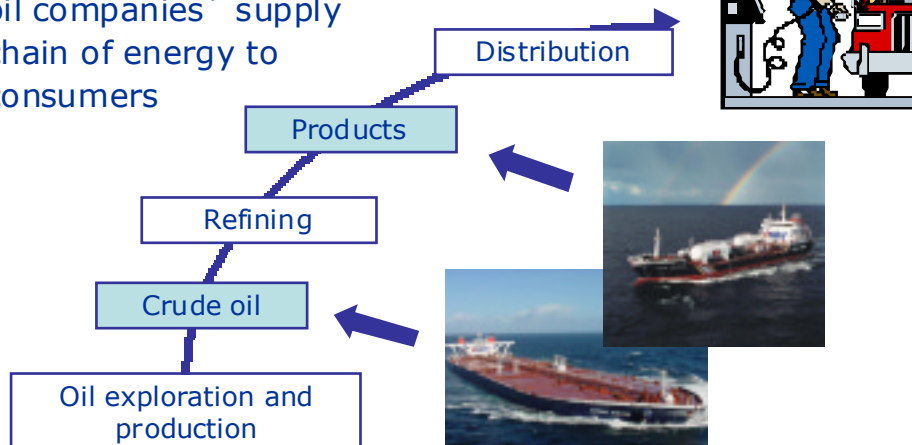 oil companies` supply
chain of energy to
consumers
Distribution
Products
Refining
Crude oil
Oil exploration and
production